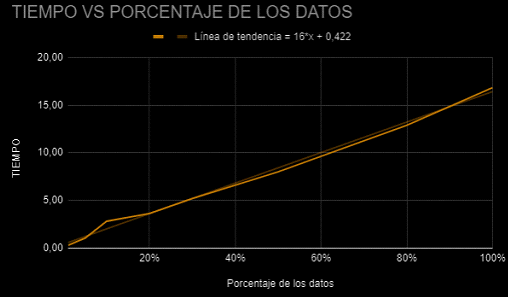 TIEMPO VS PORCENTAJE DE LOS DATOS
Línea de tendencia = 16*x + 0,422
20,00
15,00
10,00
5,00
0,00
TIEMPO
20%
40%
60%
80%
100%
Porcentaje de los datos